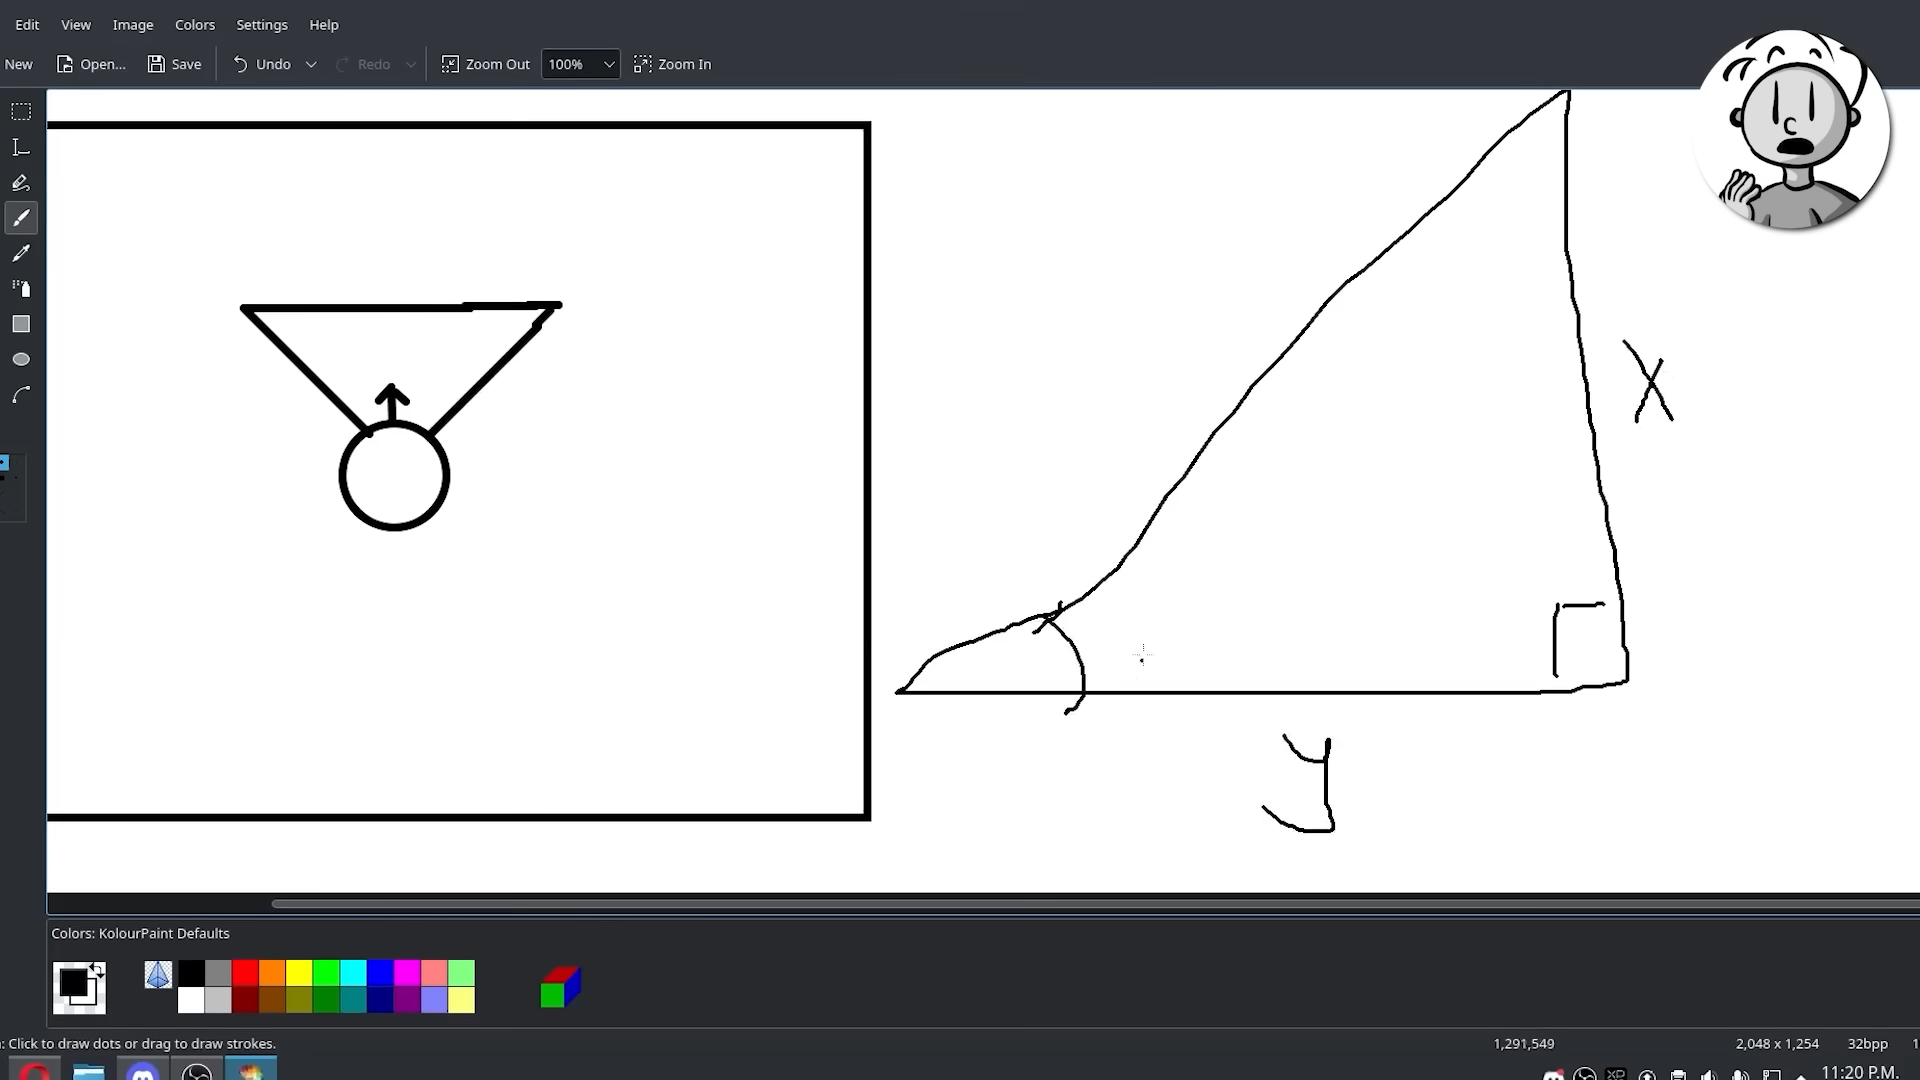 Edit View Image Colors Settings Help
New Open... Save Undo Redo Zoom Out 100% Zoom In
X
y
Colors: KolourPaint Defaults
: Click to draw dots or drag to draw strokes.
1,291,549
2,048 x 1,254
32bpp
XP
11:20 P.M.